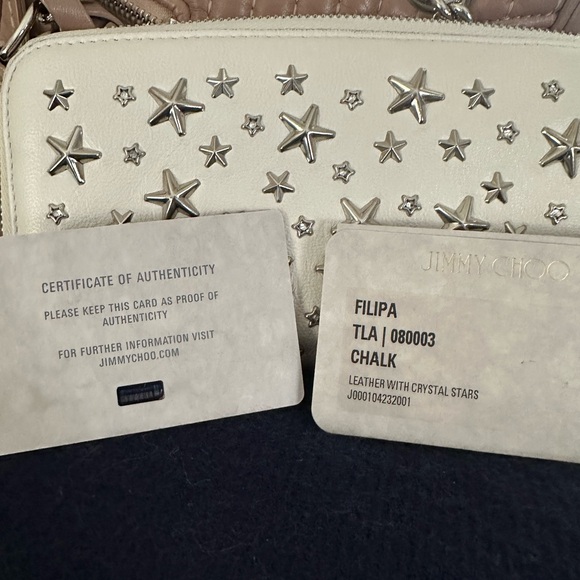 CERTIFICATE OF AUTHENTICITY
PLEASE KEEP THIS CARD AS PROOF OF
AUTHENTICITY
FOR FURTHER INFORMATION VISIT
JIMMYCHOO.COM
JIMMY CHOO
FILIPA
TLA | 080003
CHALK
LEATHER WITH CRYSTAL STARS
J000104232001